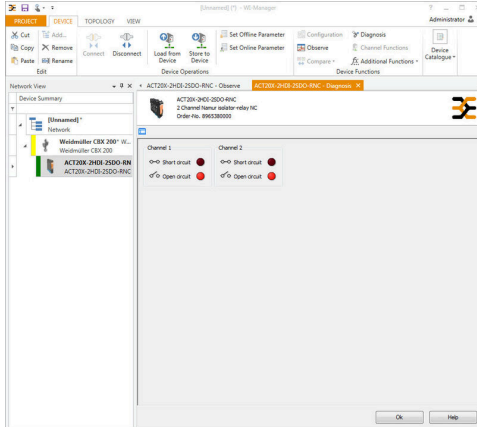 [Unnamed] (*) - WI-Manager
PROJECT DEVICE TOPOLOGY VIEW Administrator
Cut Add... Set Offline Parameter Configuration Diagnosis
Copy Remove Set Online Parameter Observe Channel Functions
Paste Rename Connect Disconnect Load from Device Store to Device Compare Additional Functions Device Catalogue
Edit Device Operations Device Functions
Network View ACT20X-2HDI-2SDO-RNC - Observe ACT20X-2HDI-2SDO-RNC - Diagnosis
Device Summary
ACT20X-2HDI-2SDO-RNC
2 Channel Namur isolator-relay NC
Order-No. 8965380000
[Unnamed]*
Network
Weidmüller CBX 200* W...
Weidmüller CBX 200
ACT20X-2HDI-2SDO-RN
ACT20X-2HDI-2SDO-RNC
Channel 1 Channel 2
Short circuit Short circuit
Open circuit Open circuit
Ok Help